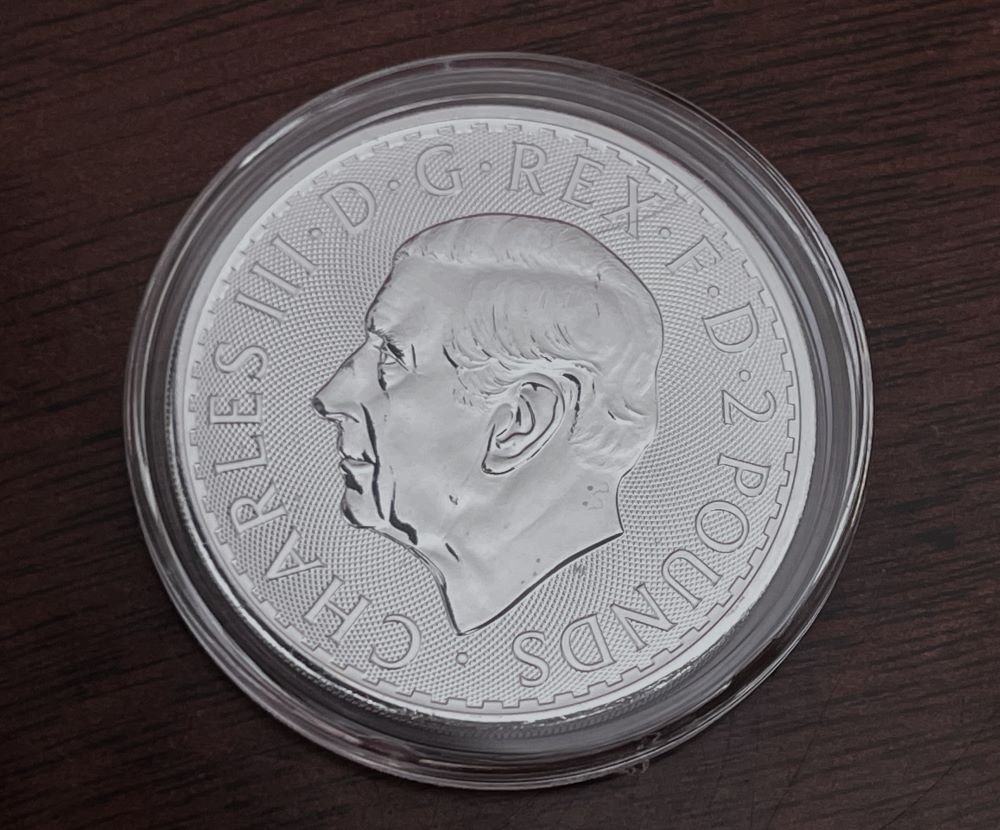 CHARLES III · D · G · REX · F · D · 2 POUNDS ·